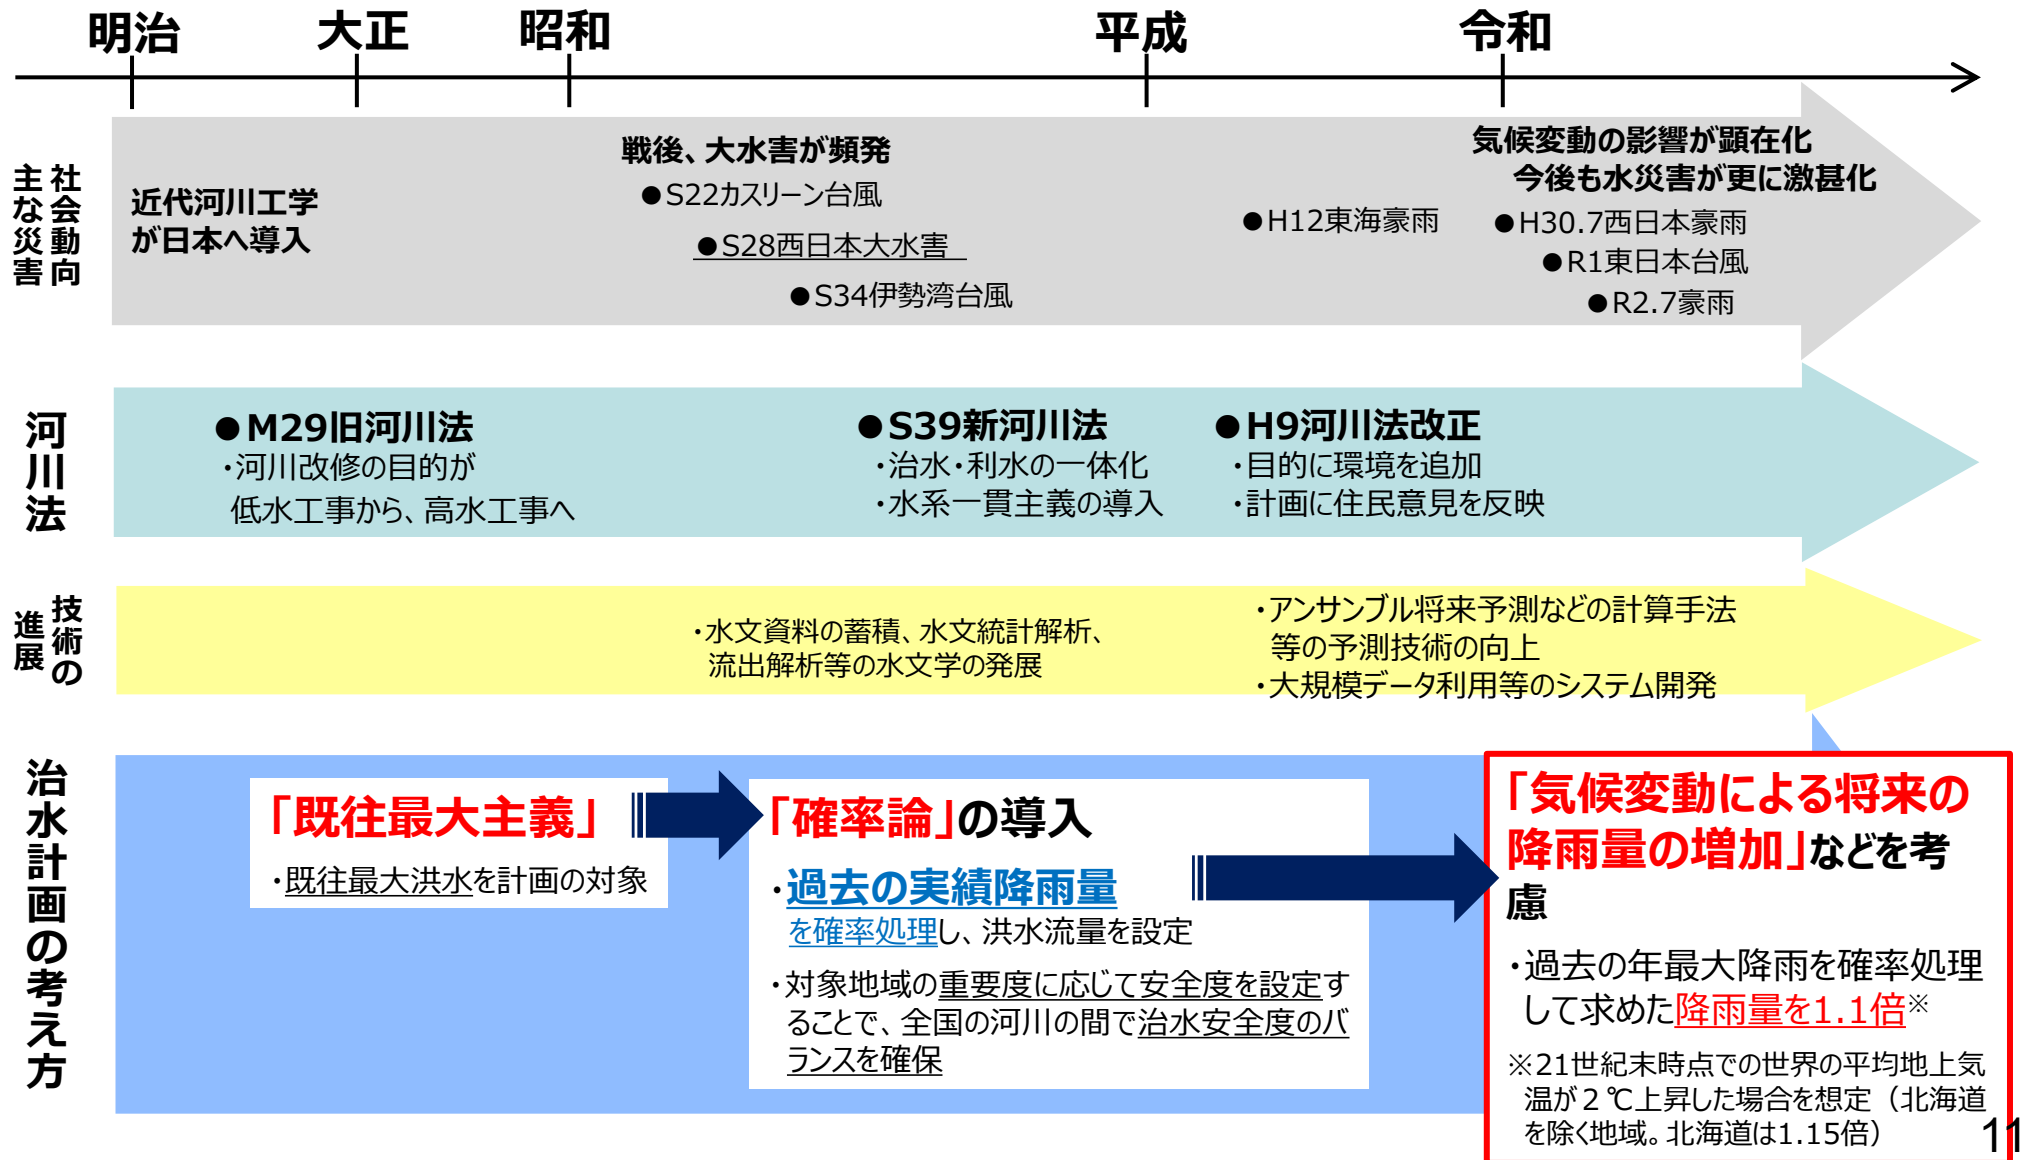 明治
大正
昭和
平成
令和
社会動向
主な災害
近代河川工学
が日本へ導入
戦後、大水害が頻発
●S22カスリーン台風
●S28西日本大水害
●S34伊勢湾台風
●H12東海豪雨
気候変動の影響が顕在化
今後も水災害が更に激甚化
●H30.7西日本豪雨
●R1東日本台風
●R2.7豪雨
河川法
●M29旧河川法
・河川改修の目的が
低水工事から、高水工事へ
●S39新河川法
・治水・利水の一体化
・水系一貫主義の導入
●H9河川法改正
・目的に環境を追加
・計画に住民意見を反映
技術の
進展
・水文資料の蓄積、水文統計解析、
流出解析等の水文学の発展
・アンサンブル将来予測などの計算手法
等の予測技術の向上
・大規模データ利用等のシステム開発
治水計画の考え方
「既往最大主義」
・既往最大洪水を計画の対象
「確率論」の導入
・過去の実績降雨量
を確率処理し、洪水流量を設定
・対象地域の重要度に応じて安全度を設定す
ることで、全国の河川の間で治水安全度のバ
ランスを確保
「気候変動による将来の
降雨量の増加」などを考
慮
・過去の年最大降雨を確率処理
して求めた降雨量を1.1倍※
※21世紀末時点での世界の平均地上気
温が２℃上昇した場合を想定（北海道
を除く地域。北海道は1.15倍）
11